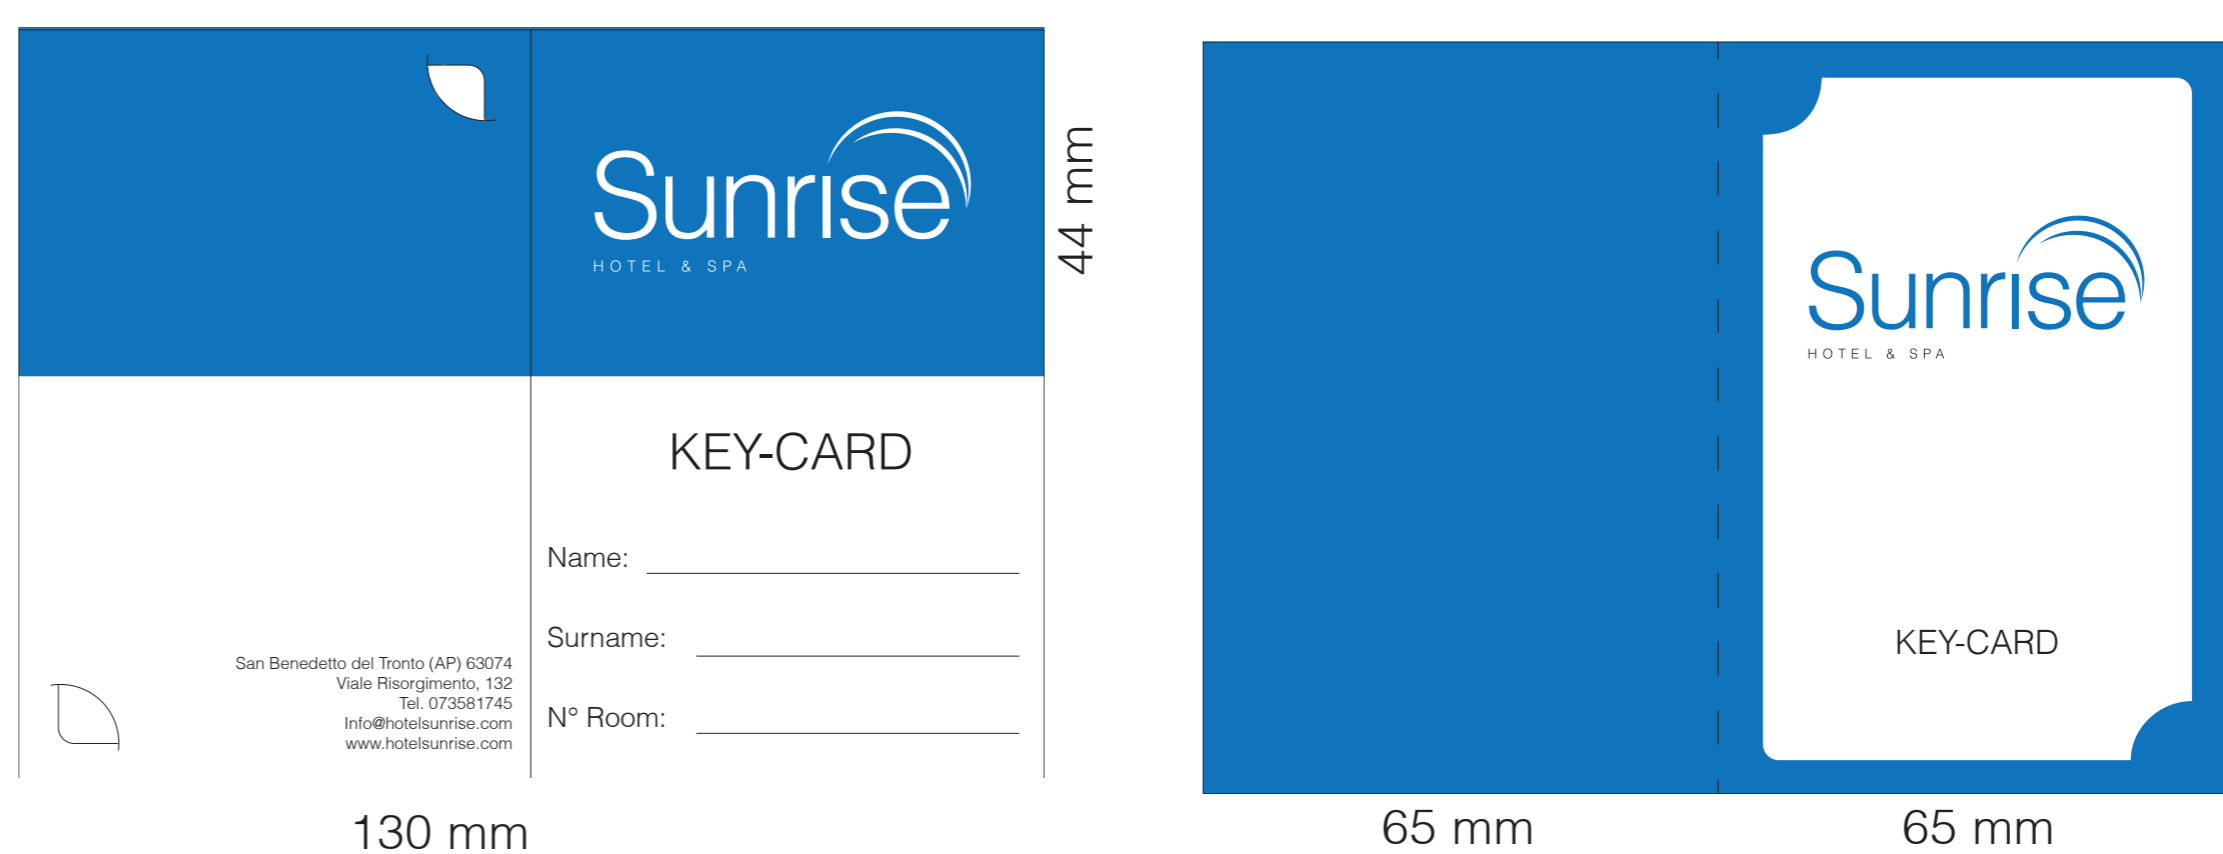 Sunrise
HOTEL & SPA
44 mm
KEY-CARD
Name:
Surname:
N° Room:
San Benedetto del Tronto (AP) 63074
Viale Risorgimento, 132
Tel. 073581745
Info@hotelsunrise.com
www.hotelsunrise.com
130 mm
Sunrise
HOTEL & SPA
KEY-CARD
65 mm
65 mm